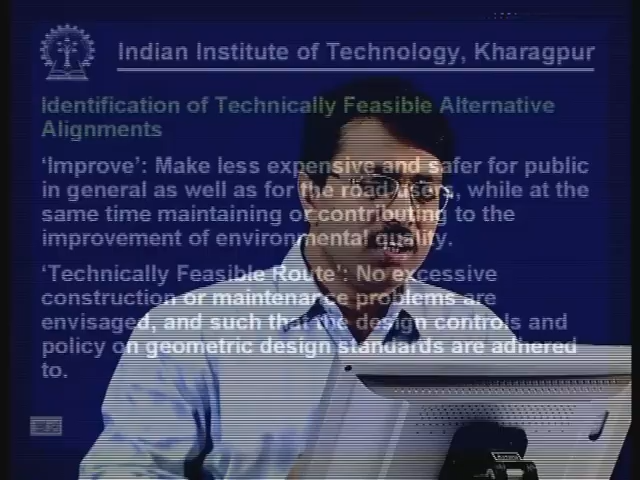 Indian Institute of Technology, Kharagpur
Identification of Technically Feasible Alternative
Alignments
‘Improve’: Make less expensive and safer for public
in general as well as for the road users, while at the
same time maintaining or contributing to the
improvement of environmental quality.
‘Technically Feasible Route’: No excessive
construction or maintenance problems are
envisaged, and such that the design controls and
policy on geometric design standards are adhered
to.